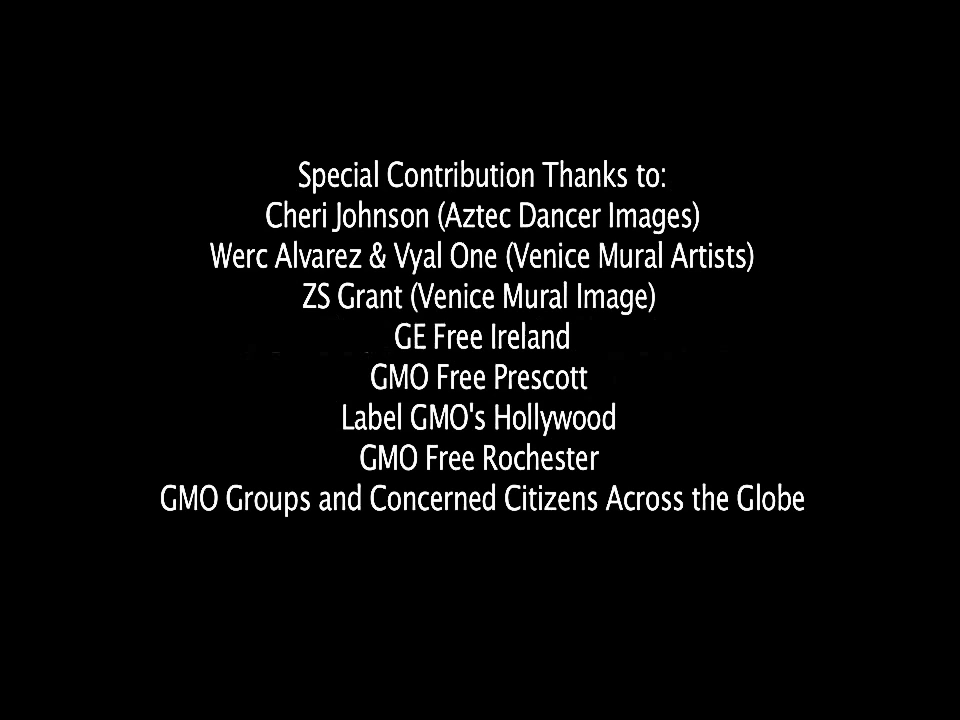 Special Contribution Thanks to:
Cheri Johnson (Aztec Dancer Images)
Werc Alvarez & Vyal One (Venice Mural Artists)
ZS Grant (Venice Mural Image)
GE Free Ireland
GMO Free Prescott
Label GMO's Hollywood
GMO Free Rochester
GMO Groups and Concerned Citizens Across the Globe